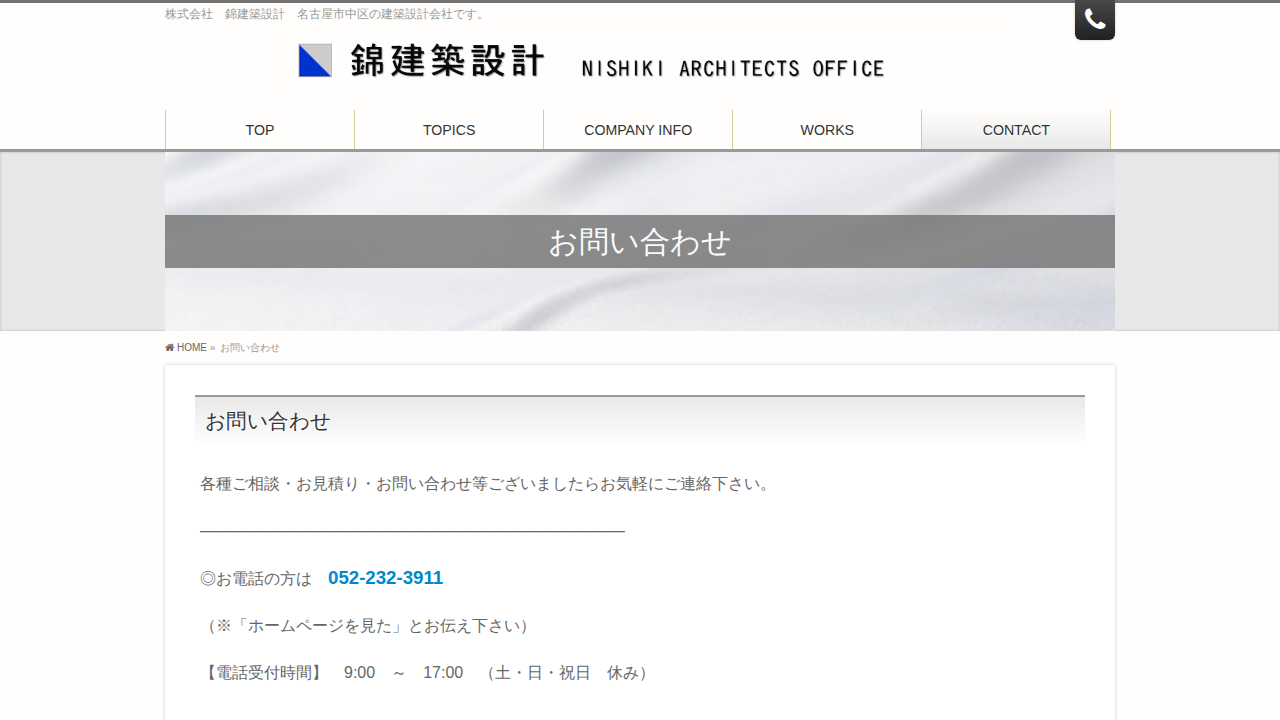 株式会社　錦建築設計　名古屋市中区の建築設計会社です。
錦建築設計　NISHIKI ARCHITECTS OFFICE
TOP　TOPICS　COMPANY INFO　WORKS　CONTACT
お問い合わせ
HOME » お問い合わせ
お問い合わせ
各種ご相談・お見積り・お問い合わせ等ございましたらお気軽にご連絡下さい。
◎お電話の方は　052-232-3911
（※「ホームページを見た」とお伝え下さい）
【電話受付時間】　9:00　～　17:00　（土・日・祝日　休み）